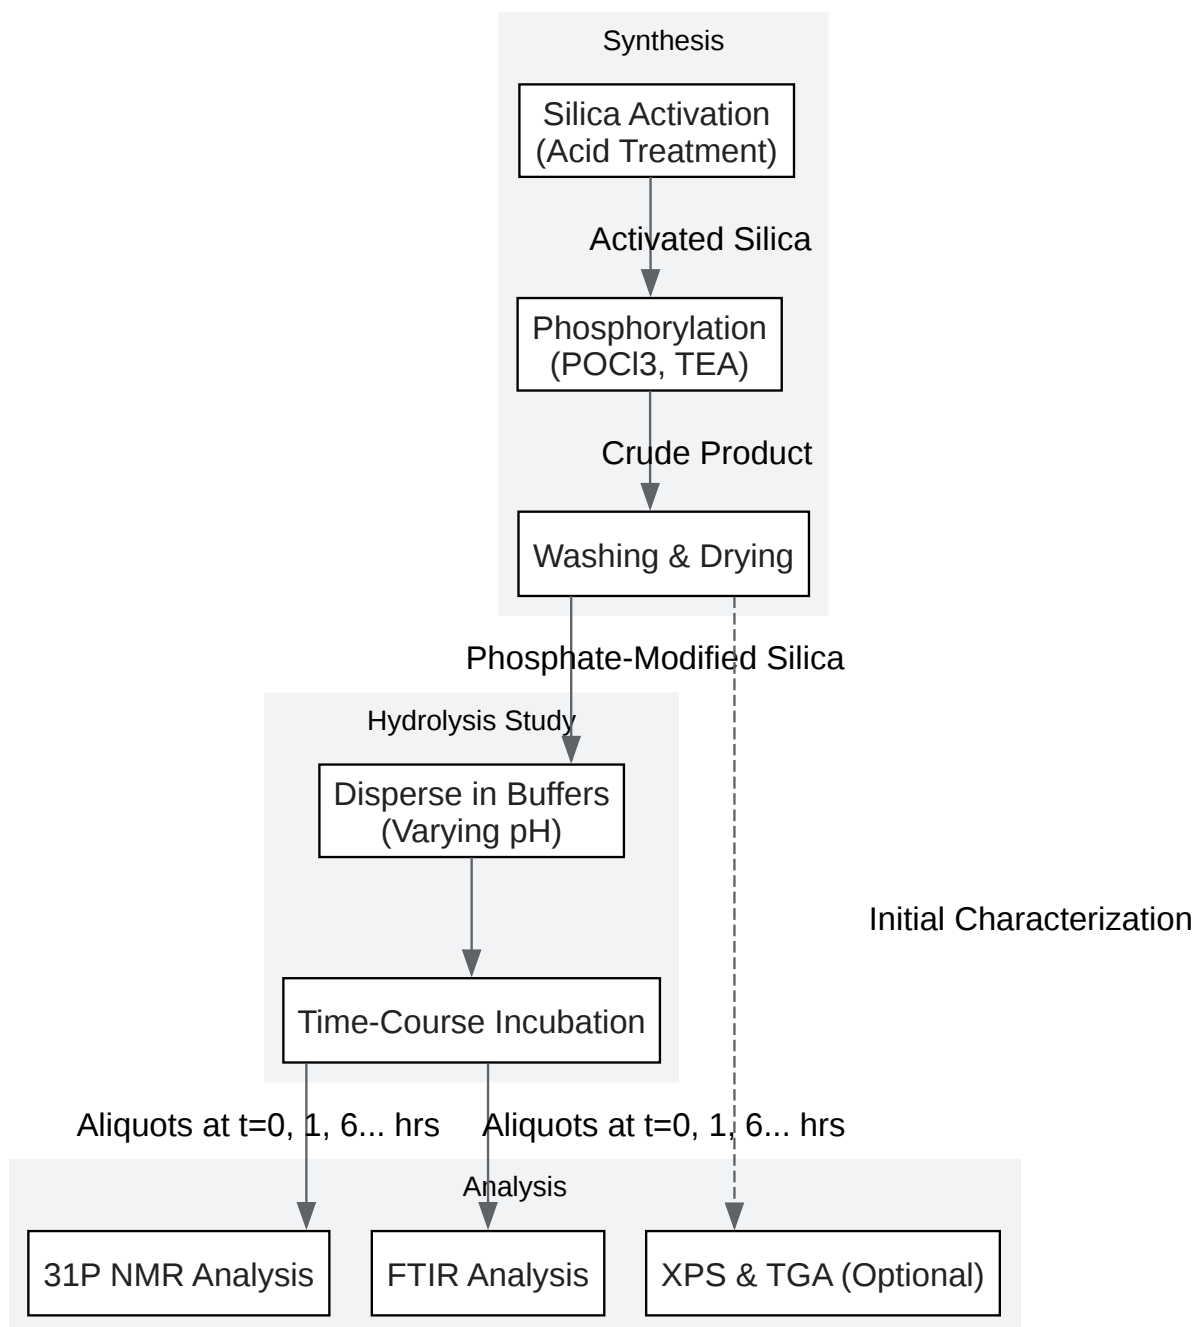 Synthesis
Silica Activation
(Acid Treatment)
Activated Silica
Phosphorylation
(POCl3, TEA)
Crude Product
Washing & Drying
Phosphate-Modified Silica
Hydrolysis Study
Disperse in Buffers
(Varying pH)
Initial Characterization
Time-Course Incubation
Aliquots at t=0, 1, 6... hrs
Aliquots at t=0, 1, 6... hrs
Analysis
31P NMR Analysis
FTIR Analysis
XPS & TGA (Optional)